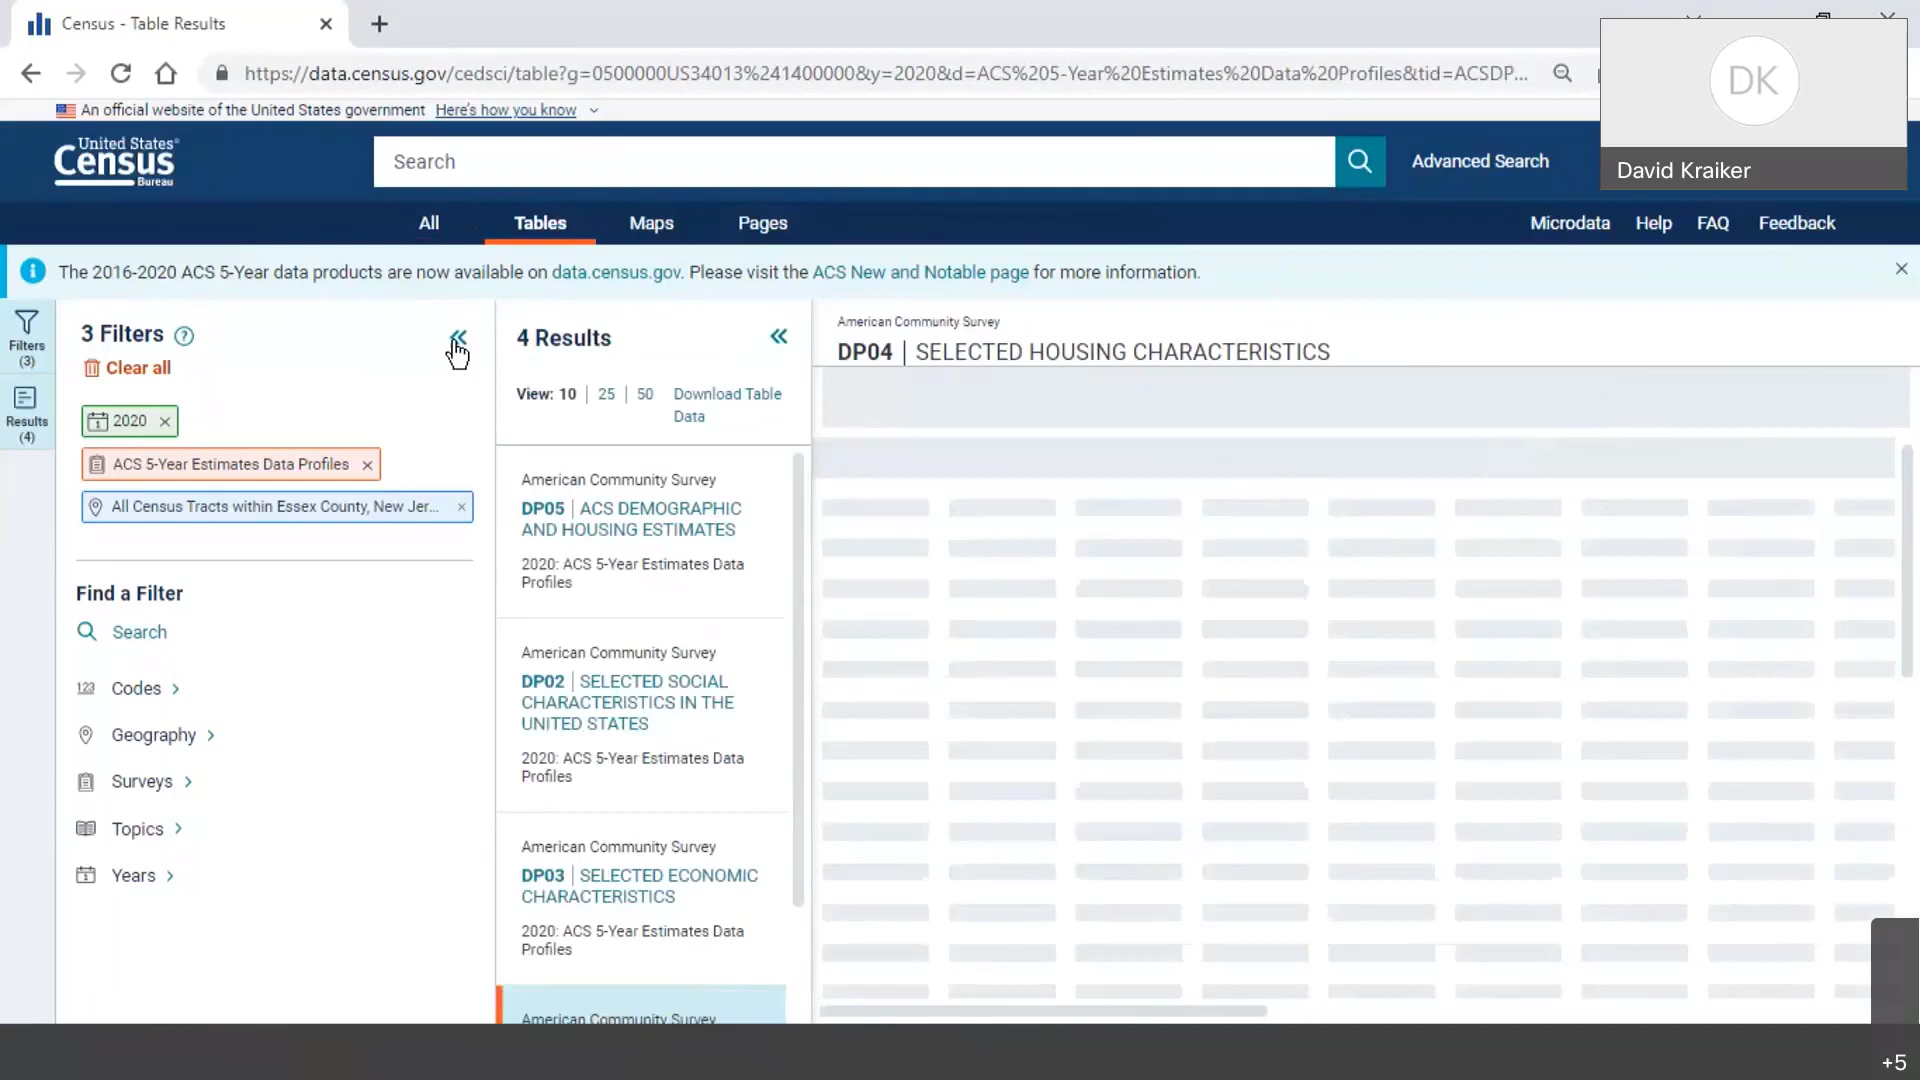 Census - Table Results
https://data.census.gov/cedsci/table?g=0500000US34013%241400000&y=2020&d=ACS%205-Year%20Estimates%20Data%20Profiles&tid=ACSDP...
DK
David Kraiker
An official website of the United States government Here's how you know
United States®
Census
Bureau
Search
Advanced Search
All Tables Maps Pages
Microdata Help FAQ Feedback
The 2016-2020 ACS 5-Year data products are now available on data.census.gov. Please visit the ACS New and Notable page for more information.
Filters
(3)
Results
(4)
3 Filters
Clear all
2020
ACS 5-Year Estimates Data Profiles
All Census Tracts within Essex County, New Jer...
Find a Filter
Search
123 Codes
Geography
Surveys
Topics
Years
4 Results
View: 10 | 25 | 50
Download Table
Data
American Community Survey
DP05 | ACS DEMOGRAPHIC
AND HOUSING ESTIMATES
2020: ACS 5-Year Estimates Data
Profiles
American Community Survey
DP02 | SELECTED SOCIAL
CHARACTERISTICS IN THE
UNITED STATES
2020: ACS 5-Year Estimates Data
Profiles
American Community Survey
DP03 | SELECTED ECONOMIC
CHARACTERISTICS
2020: ACS 5-Year Estimates Data
Profiles
American Community Survey
American Community Survey
DP04 | SELECTED HOUSING CHARACTERISTICS
+5